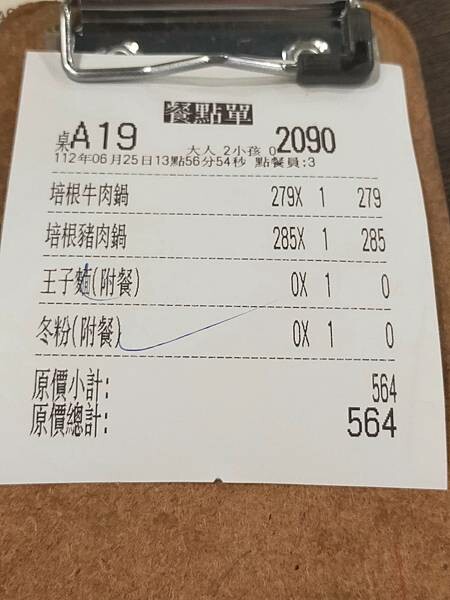 餐點單
桌A19 大人 2小孩 0 2090
112年06月25日13點56分54秒 點餐員:3
培根牛肉鍋 279X 1 279
培根豬肉鍋 285X 1 285
王子麵(附餐) 0X 1 0
冬粉(附餐) 0X 1 0
原價小計: 564
原價總計: 564